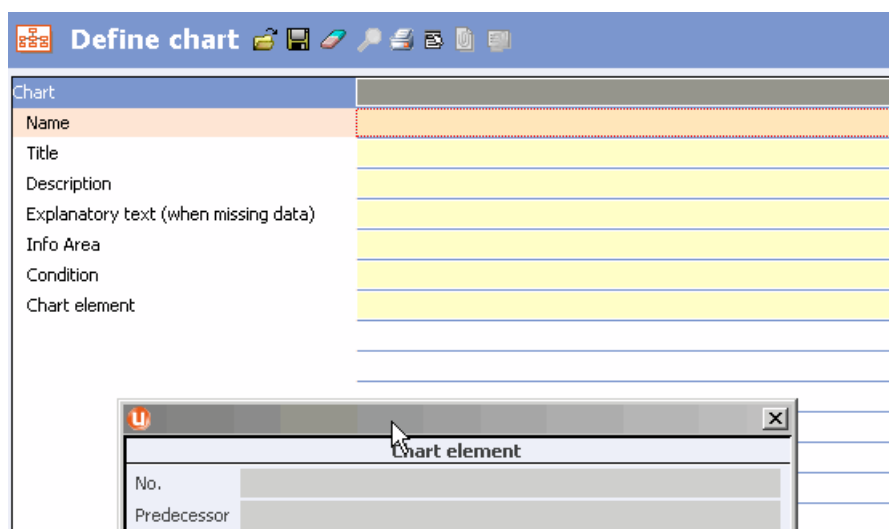 Define chart
Chart
Name
Title
Description
Explanatory text (when missing data)
Info Area
Condition
Chart element
u
Chart element
No.
Predecessor